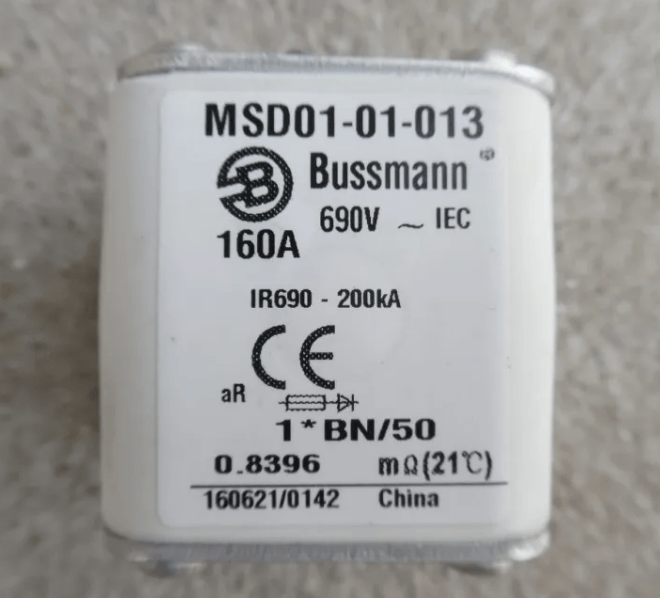 MSD01-01-013
B Bussmann ®
690V ~ IEC
160A
IR690 - 200kA
CE
aR
1*BN/50
0.8396 mΩ(21℃)
160621/0142 China